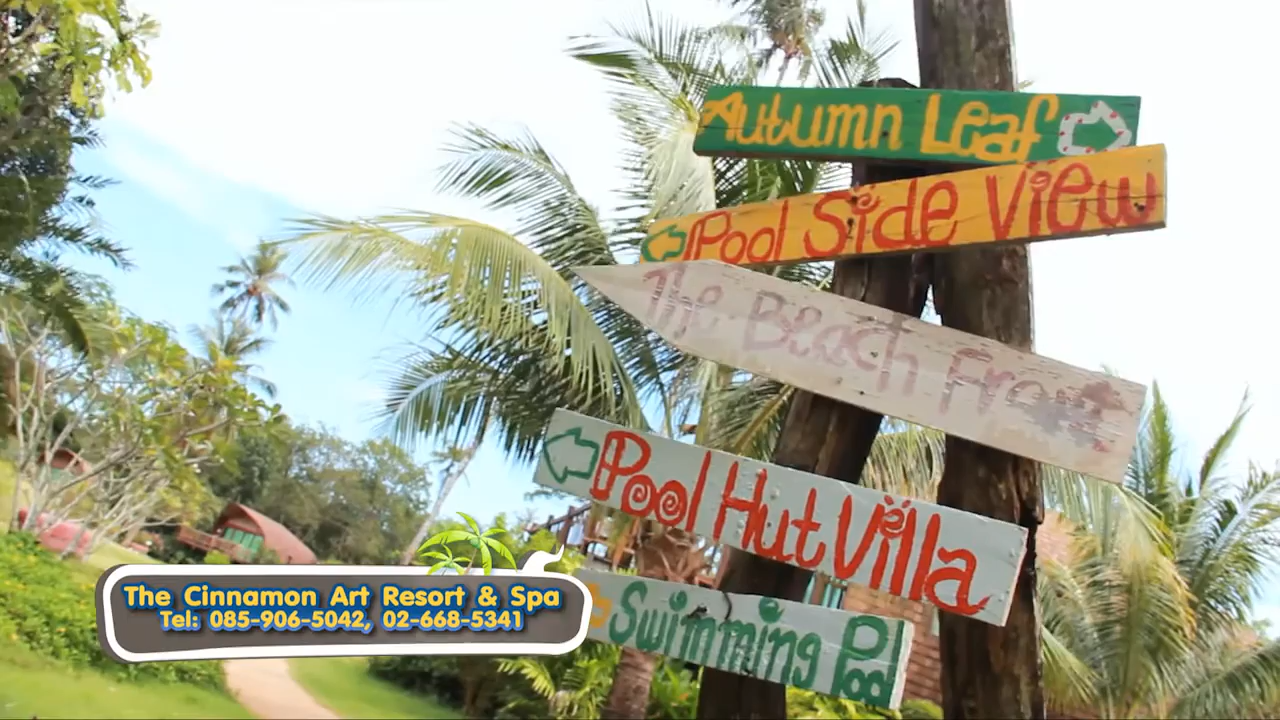 Autumn Leaf
Pool Side View
The Beach Front
Pool Hut Villa
Swimming Pool
The Cinnamon Art Resort & Spa
Tel: 085-906-5042, 02-668-5341